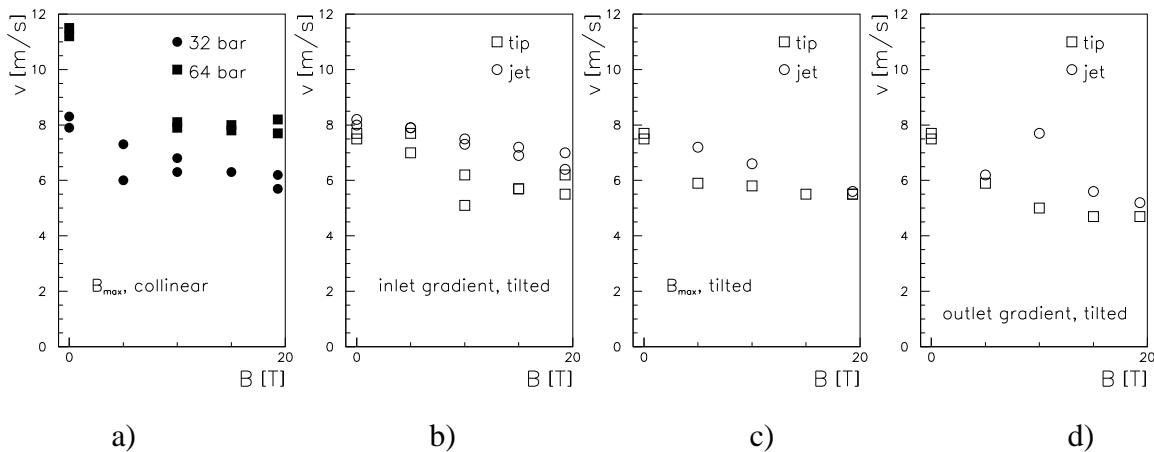 v [m/s]
12
10
8
6
4
2
0
0
20
B [T]
32 bar
64 bar
Bmax, collinear
a)
v [m/s]
12
10
8
6
4
2
0
0
20
B [T]
tip
jet
inlet gradient, tilted
b)
v [m/s]
12
10
8
6
4
2
0
0
20
B [T]
tip
jet
Bmax, tilted
c)
v [m/s]
12
10
8
6
4
2
0
0
20
B [T]
tip
jet
outlet gradient, tilted
d)